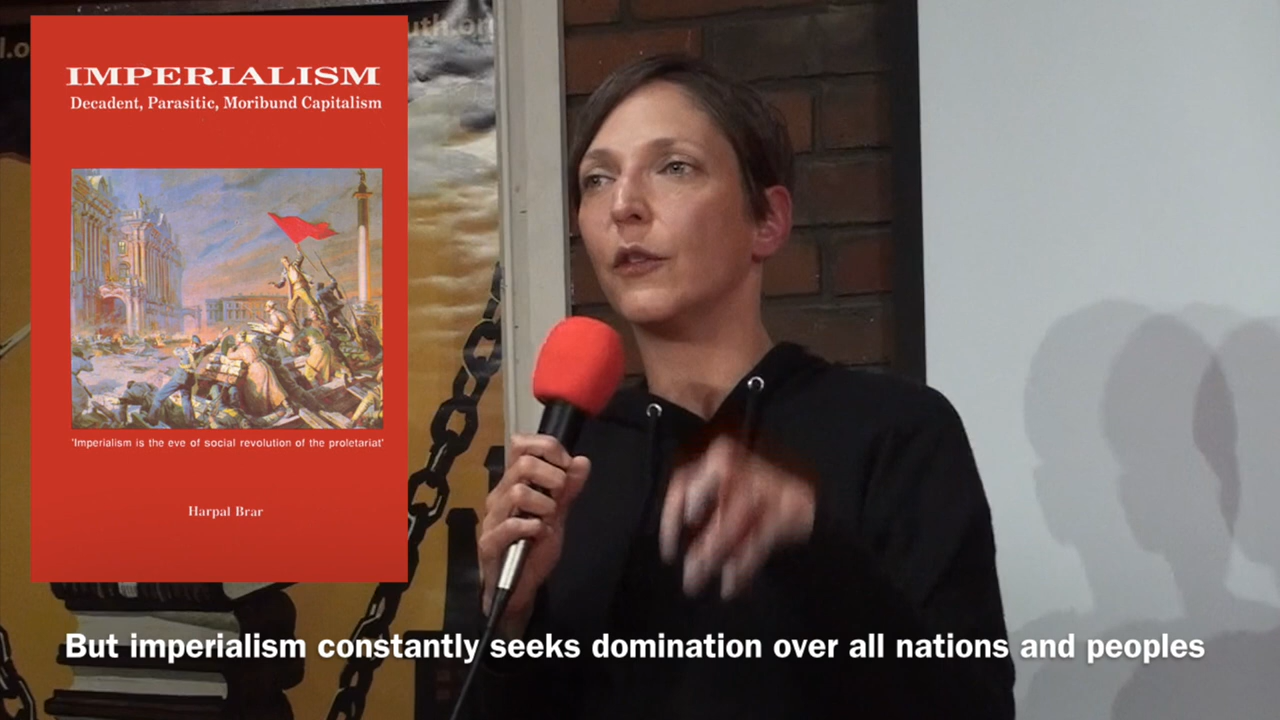 IMPERIALISM
Decadent, Parasitic, Moribund Capitalism
'Imperialism is the eve of social revolution of the proletariat'
Harpal Brar
But imperialism constantly seeks domination over all nations and peoples